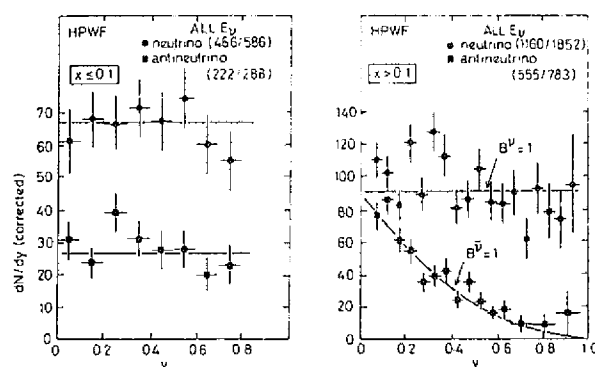 HPWF
ALL Eν
neutrino (466/586)
antineutrino
(222/288)
x ≤ 0.1
70
60
50
40
30
20
10
0
dN/dy (corrected)
0 0.2 0.4 0.6 0.8
y
HPWF
ALL Eν
neutrino (1160/1852)
antineutrino
(555/783)
x > 0.1
140
120
100
80
60
40
20
0
B^ν = 1
B^ν̄ = 1
0 0.2 0.4 0.6 0.8 1.0
y